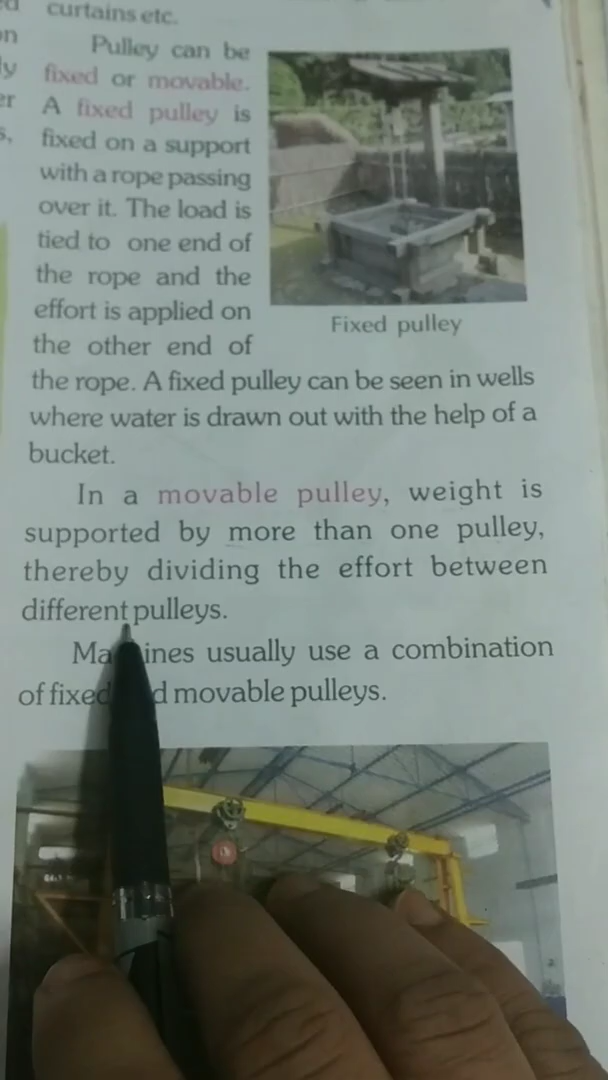 curtains etc.
Pulley can be
fixed or movable.
A fixed pulley is
fixed on a support
with a rope passing
over it. The load is
tied to one end of
the rope and the
effort is applied on
the other end of
Fixed pulley
the rope. A fixed pulley can be seen in wells
where water is drawn out with the help of a
bucket.
In a movable pulley, weight is
supported by more than one pulley,
thereby dividing the effort between
different pulleys.
usually use a combination
of movable pulleys.